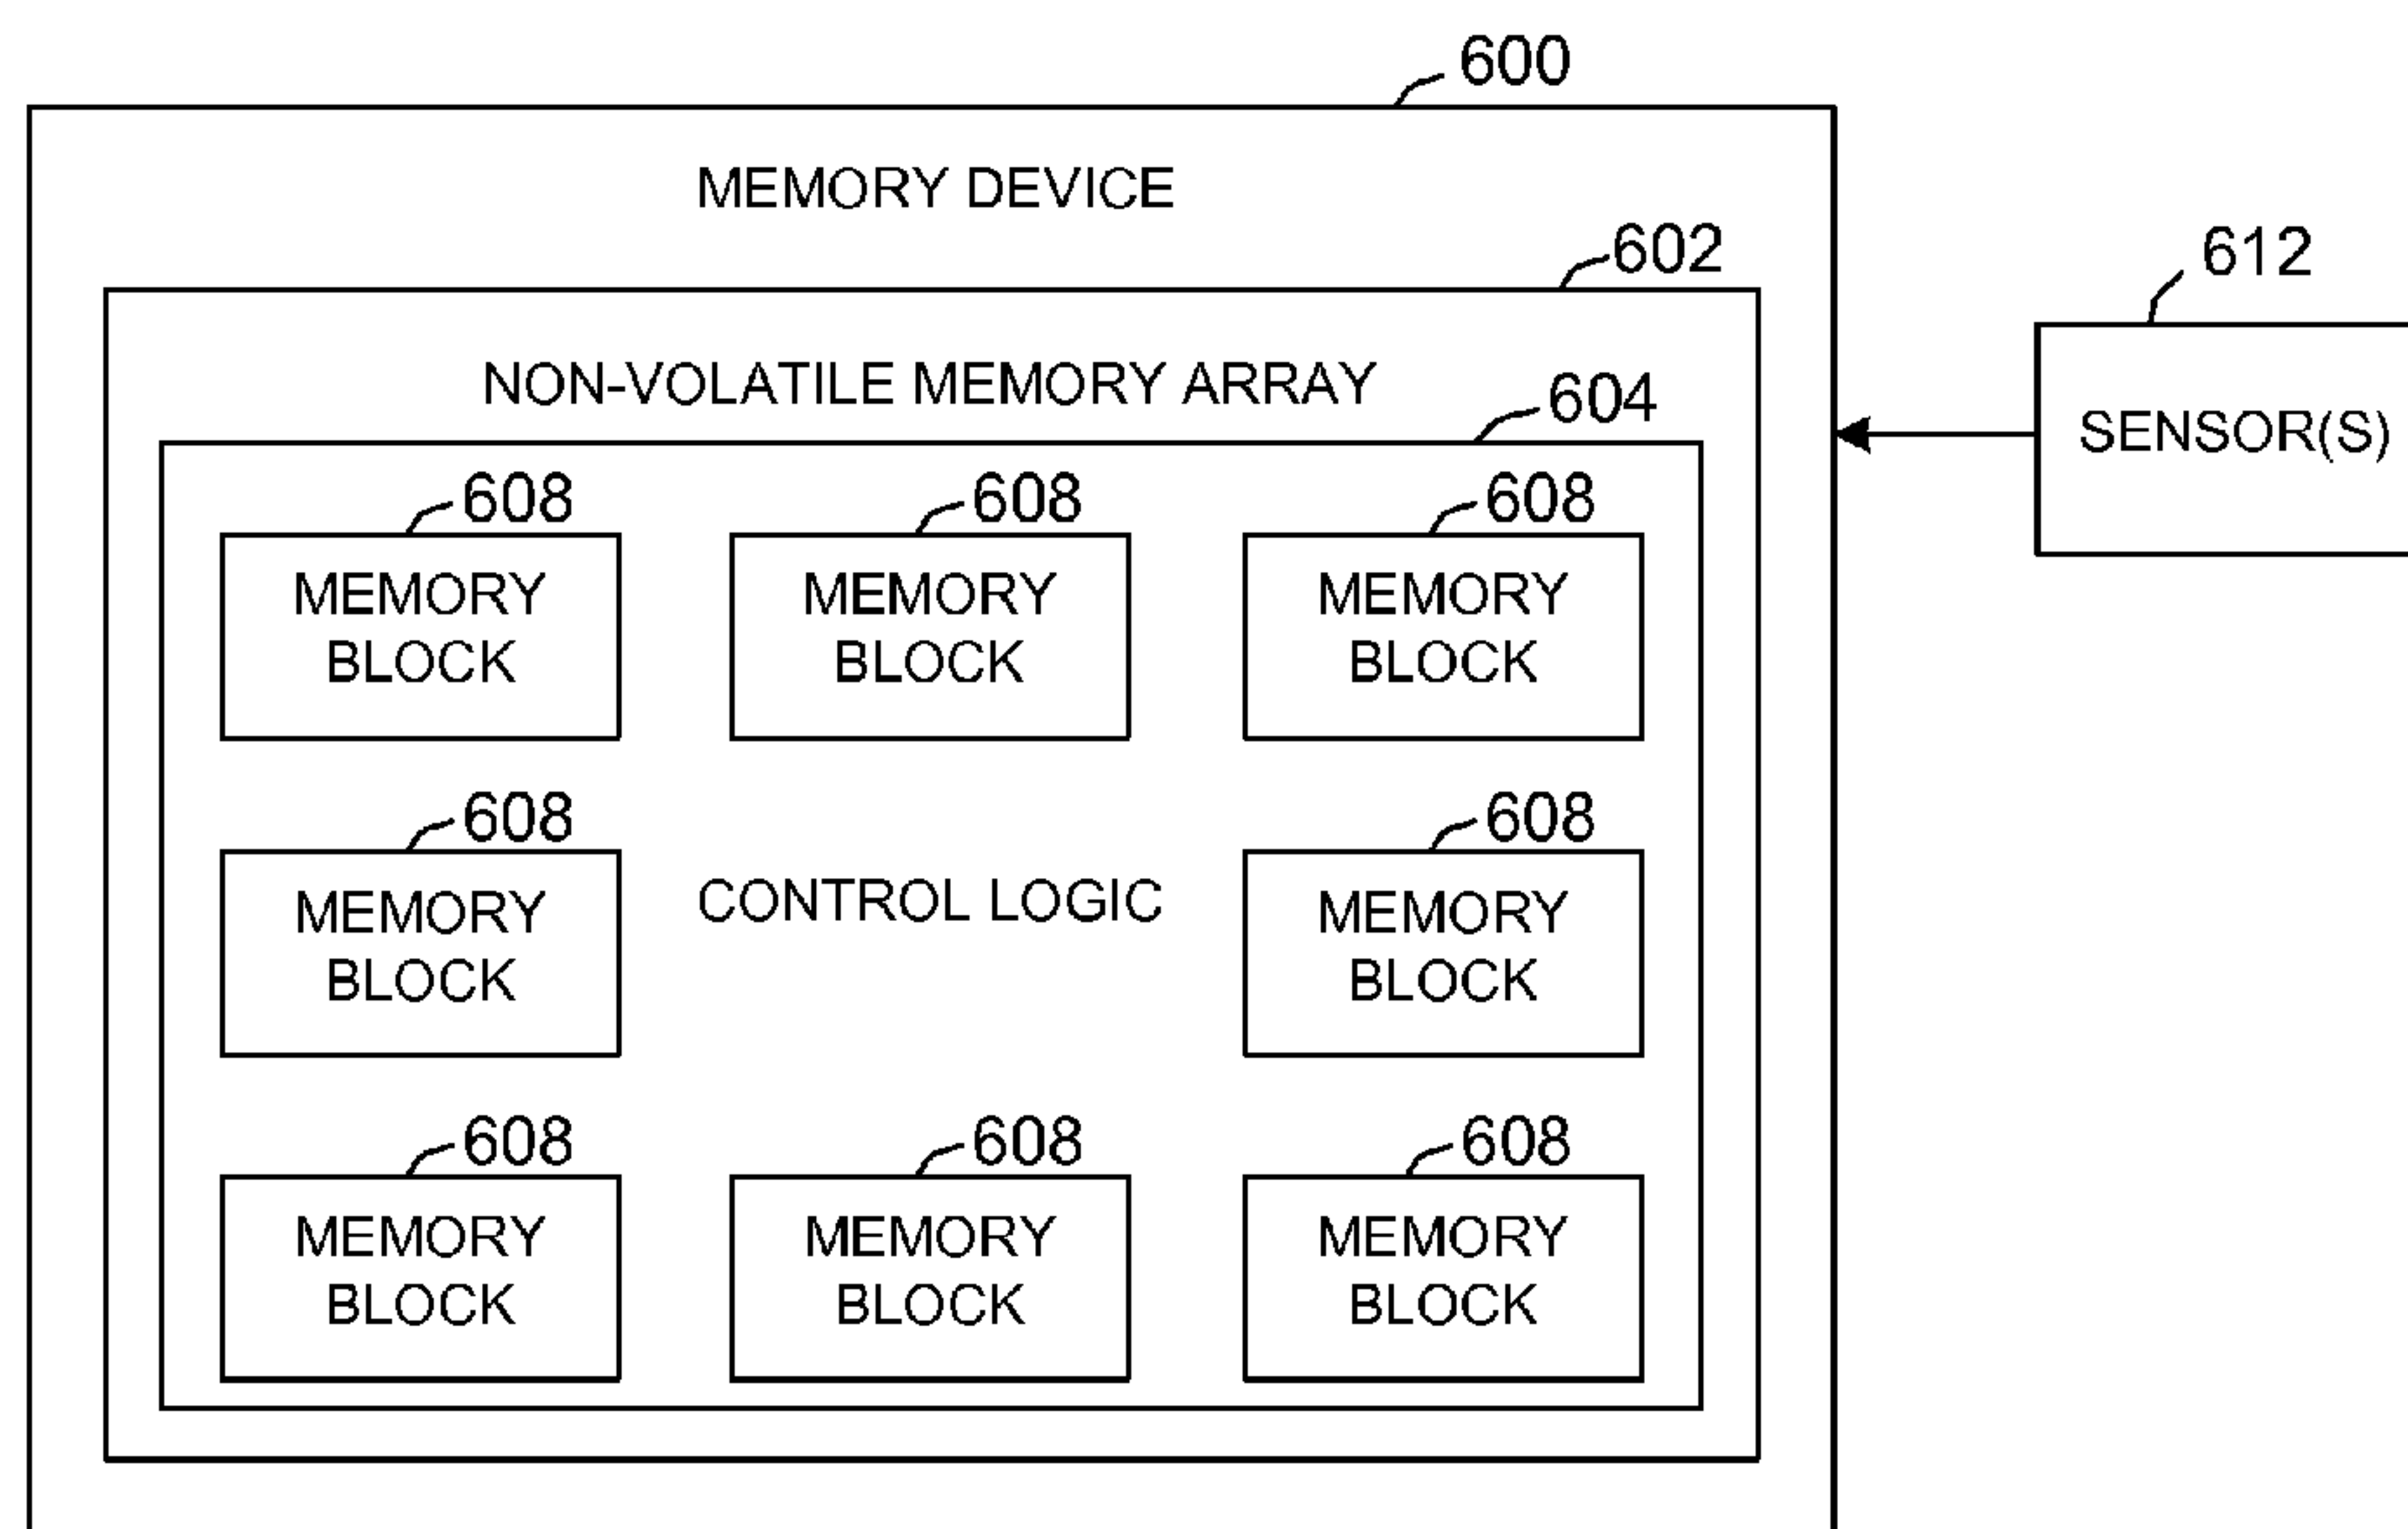 600
MEMORY DEVICE
602
612
NON-VOLATILE MEMORY ARRAY
604
SENSOR(S)
608 608 608
MEMORY BLOCK
MEMORY BLOCK
MEMORY BLOCK
608 608
MEMORY BLOCK
CONTROL LOGIC
MEMORY BLOCK
608 608 608
MEMORY BLOCK
MEMORY BLOCK
MEMORY BLOCK